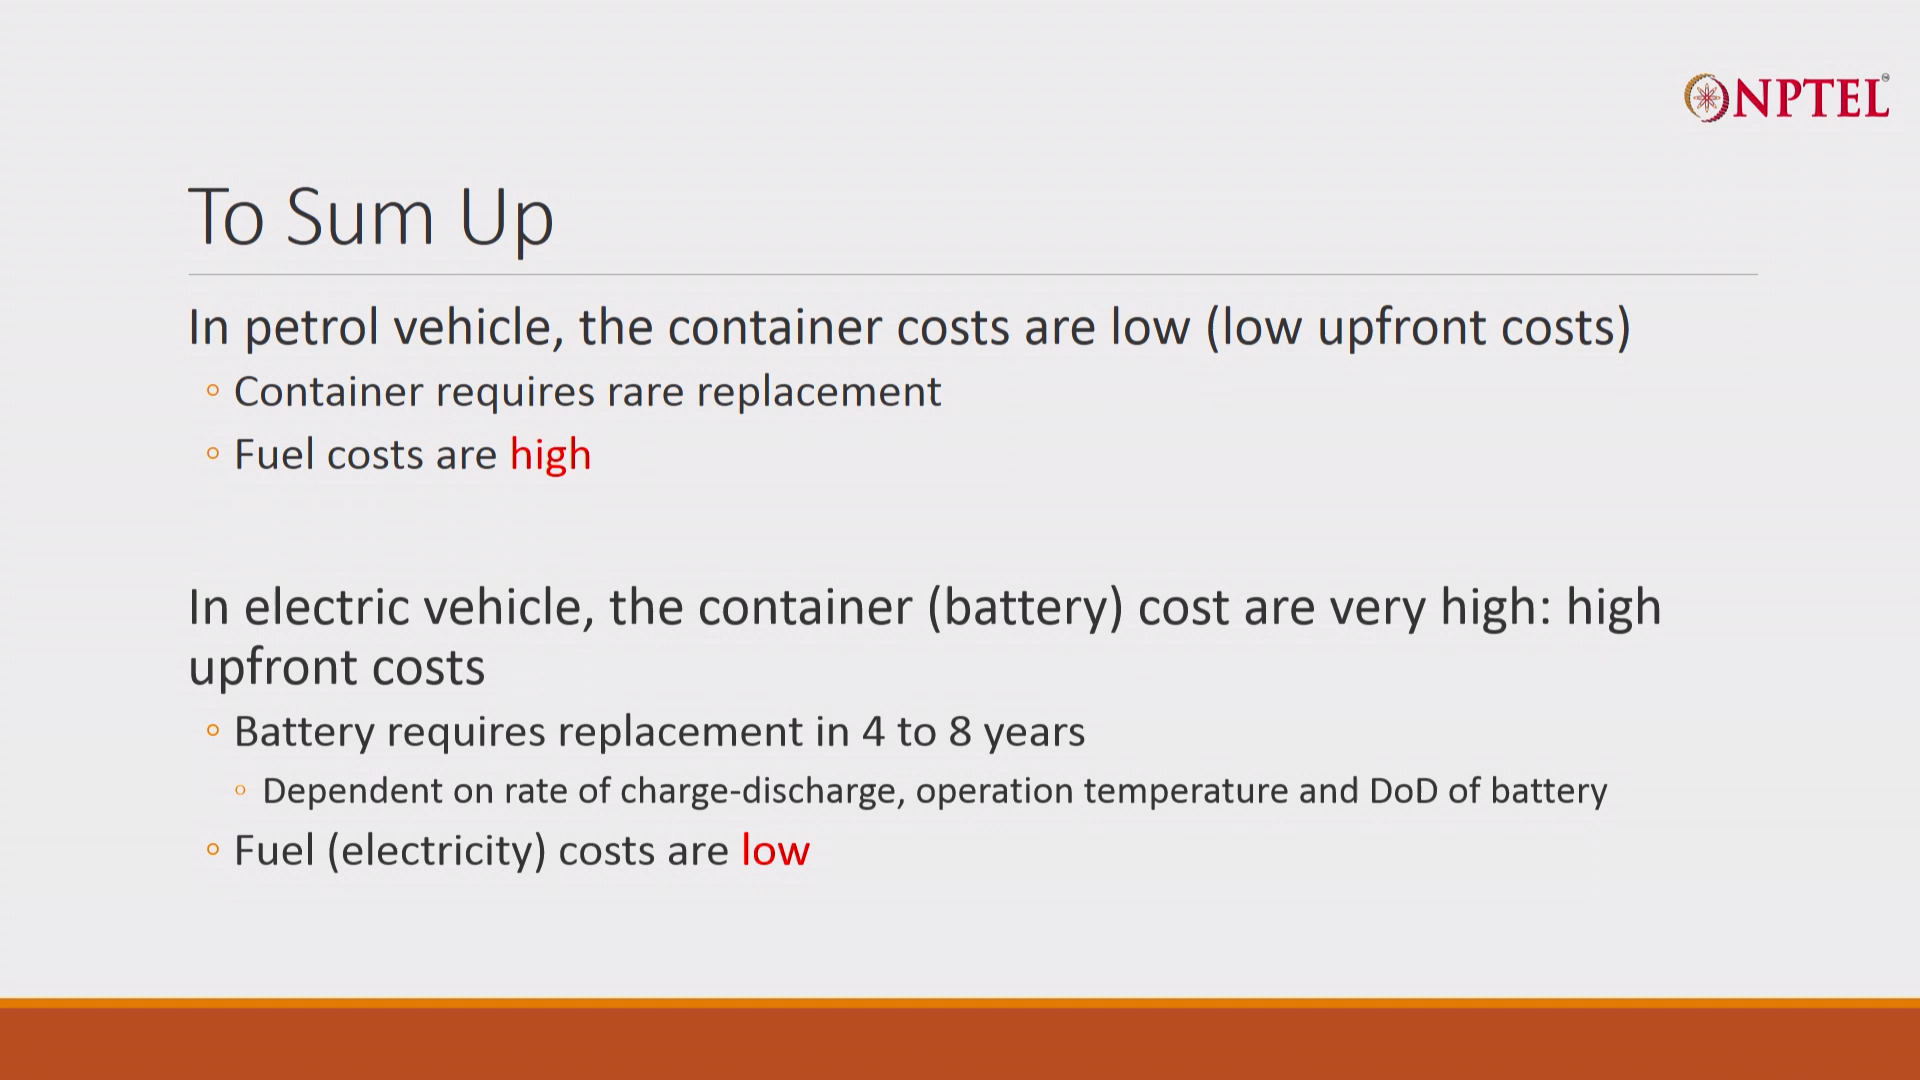 NPTEL
To Sum Up
In petrol vehicle, the container costs are low (low upfront costs)
◦ Container requires rare replacement
◦ Fuel costs are high
In electric vehicle, the container (battery) cost are very high: high
upfront costs
◦ Battery requires replacement in 4 to 8 years
◦ Dependent on rate of charge-discharge, operation temperature and DoD of battery
◦ Fuel (electricity) costs are low